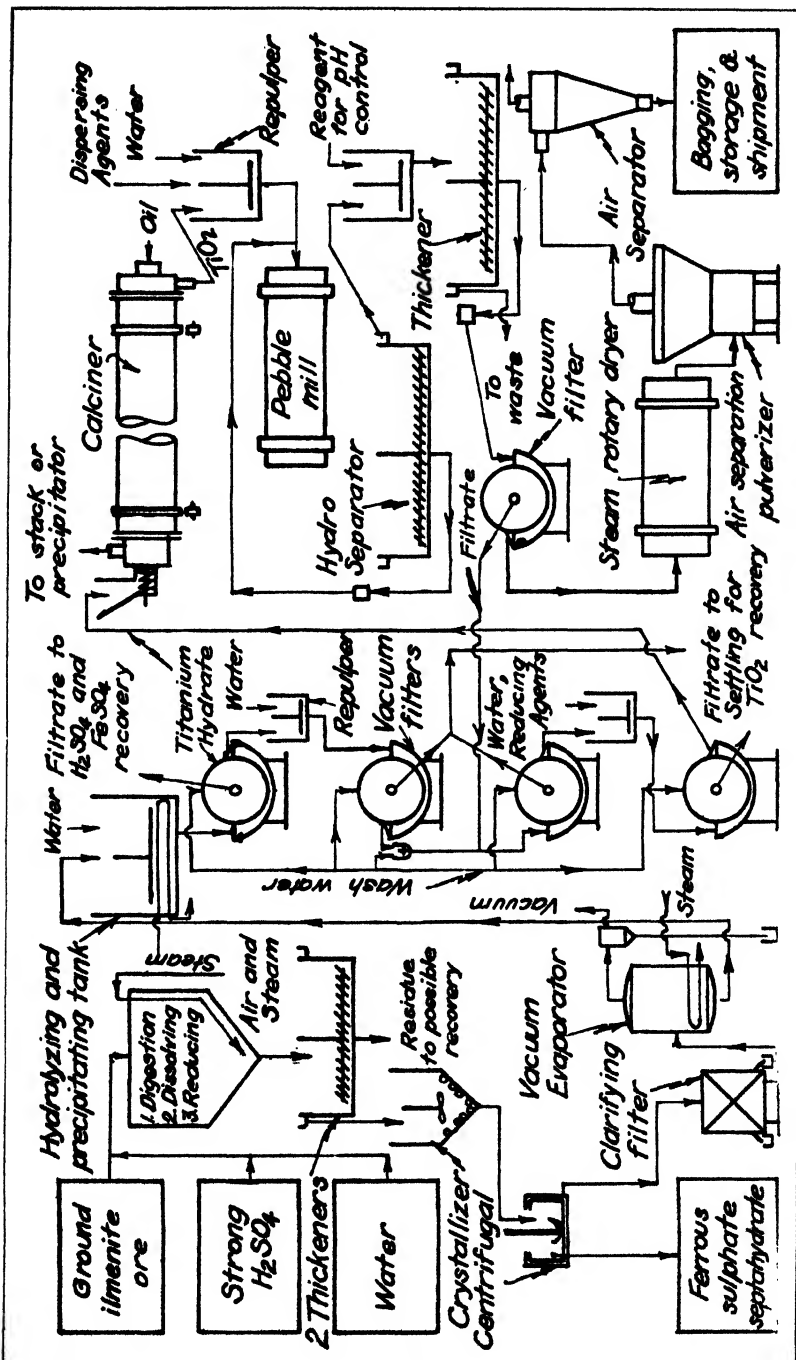 Ground
ilmenite
ore
Strong
H2SO4
Water
Hydrolyzing and
precipitating tank
Steam
1. Digestion
2. Dissolving
3. Reducing
Air and
Steam
2 Thickeners
Residue
to possible
recovery
Crystallizer
Centrifugal
Ferrous
sulphate
septahydrate
Clarifying
filter
Vacuum
Evaporator
Vacuum
Steam
Water
Filtrate to
H2SO4 and
FeSO4
recovery
Titanium
Hydrate
Water
Repulper
Vacuum
filters
Wash water
Water,
Reducing
Agents
Filtrate to
Settling for
TiO2 recovery
To stack or
precipitator
Calciner
Oil
TiO2
Dispersing
Agents
Water
Repulper
Pebble
mill
Hydro
Separator
Reagent
for pH
control
Thickener
To
waste
Vacuum
filter
Filtrate
Steam rotary dryer
Air separation
pulverizer
Air
Separator
Bagging,
storage &
shipment